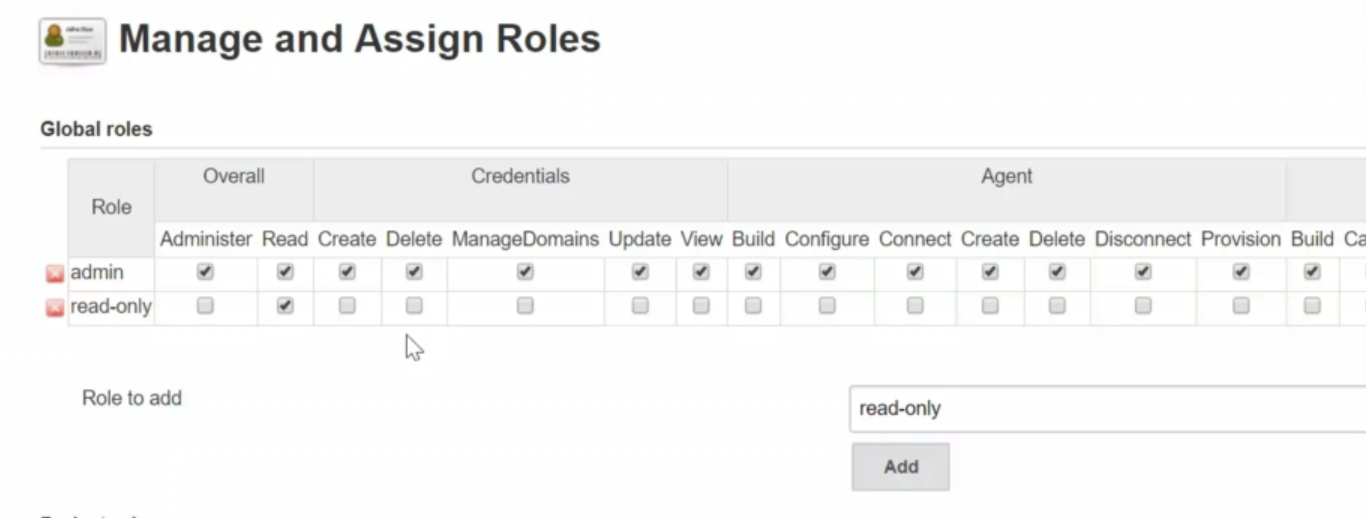 Manage and Assign Roles
Global roles
Role
Overall Credentials Agent
Administer Read Create Delete ManageDomains Update View Build Configure Connect Create Delete Disconnect Provision Build Ca
admin
read-only
Role to add
read-only
Add